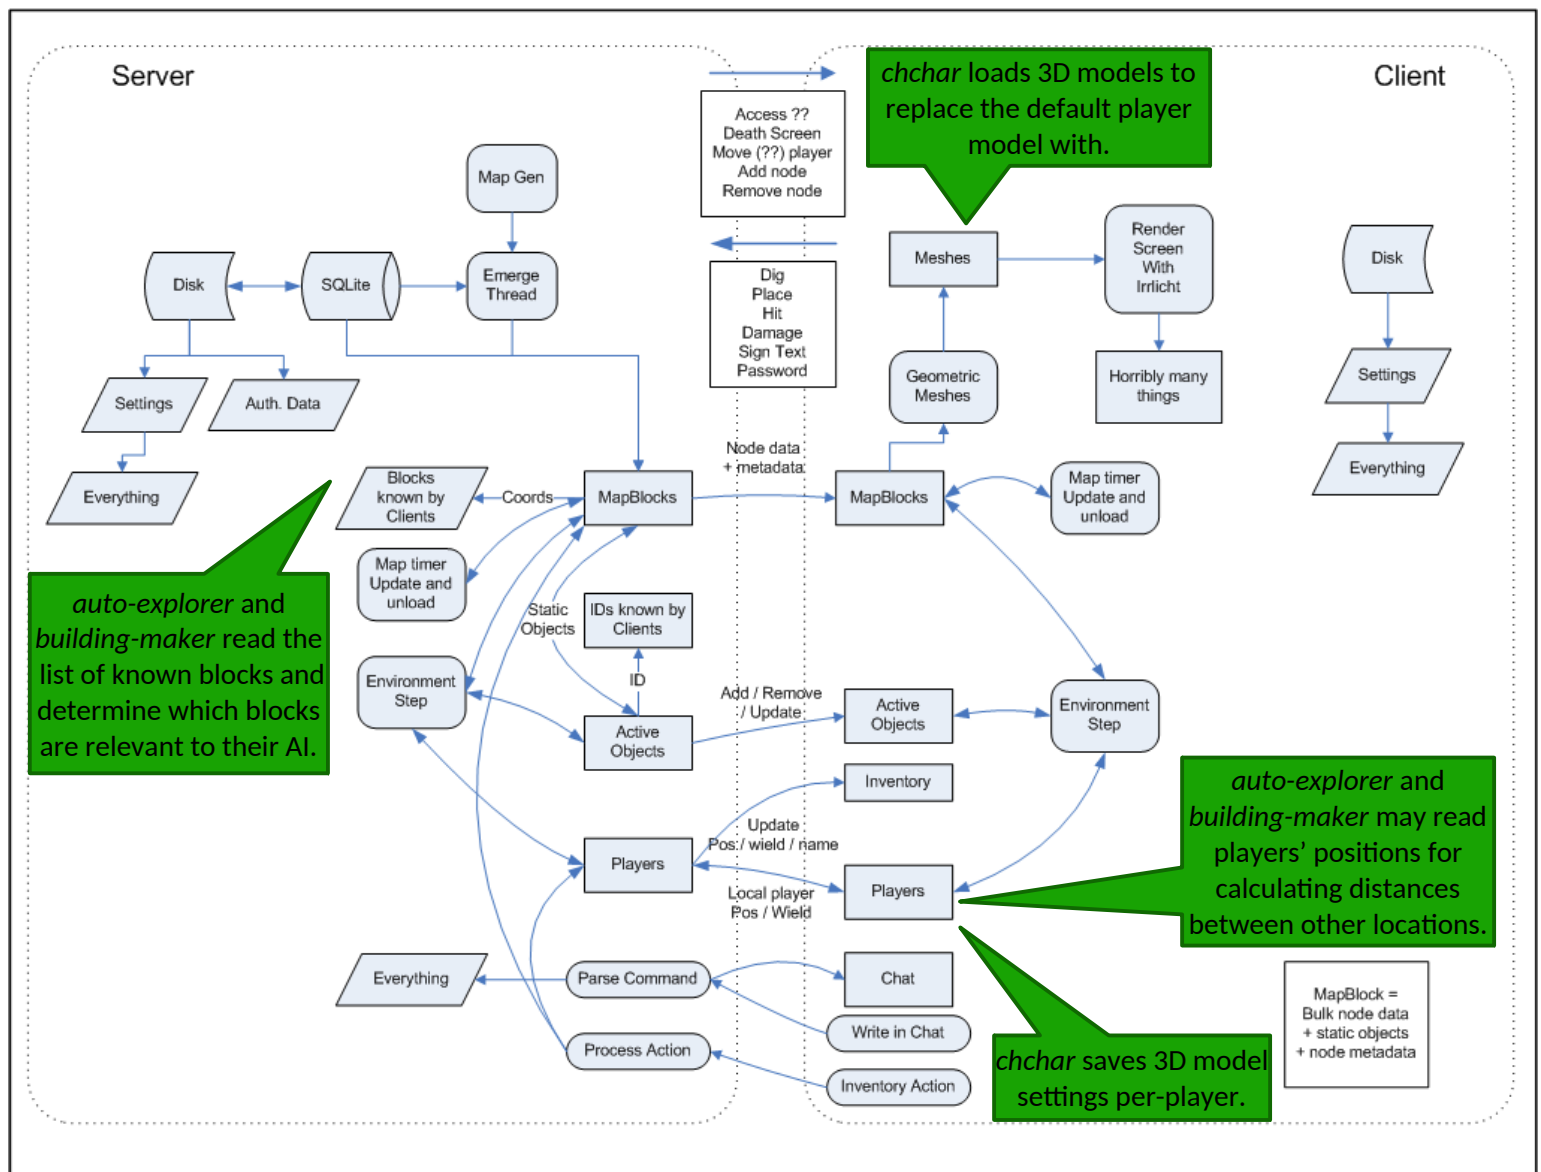 Server
Client
chchar loads 3D models to
replace the default player
model with.
Access ??
Death Screen
Move (??) player
Add node
Remove node
Map Gen
Disk
SQLite
Emerge
Thread
Dig
Place
Hit
Damage
Sign Text
Password
Meshes
Render
Screen
With
Irrlicht
Disk
Settings
Auth. Data
Geometric
Meshes
Horribly many
things
Settings
Everything
Everything
Blocks
known by
Clients
Coords
MapBlocks
Node data
+ metadata
MapBlocks
Map timer
Update and
unload
Map timer
Update and
unload
auto-explorer and
building-maker read the
list of known blocks and
determine which blocks
are relevant to their AI.
Static
Objects
IDs known by
Clients
ID
Environment
Step
Active
Objects
Add / Remove
/ Update
Active
Objects
Environment
Step
Inventory
auto-explorer and
building-maker may read
players’ positions for
calculating distances
between other locations.
Update
Pos / wield / name
Players
Local player
Pos / Wield
Players
Everything
Parse Command
Chat
Write in Chat
Process Action
Inventory Action
chchar saves 3D model
settings per-player.
MapBlock =
Bulk node data
+ static objects
+ node metadata